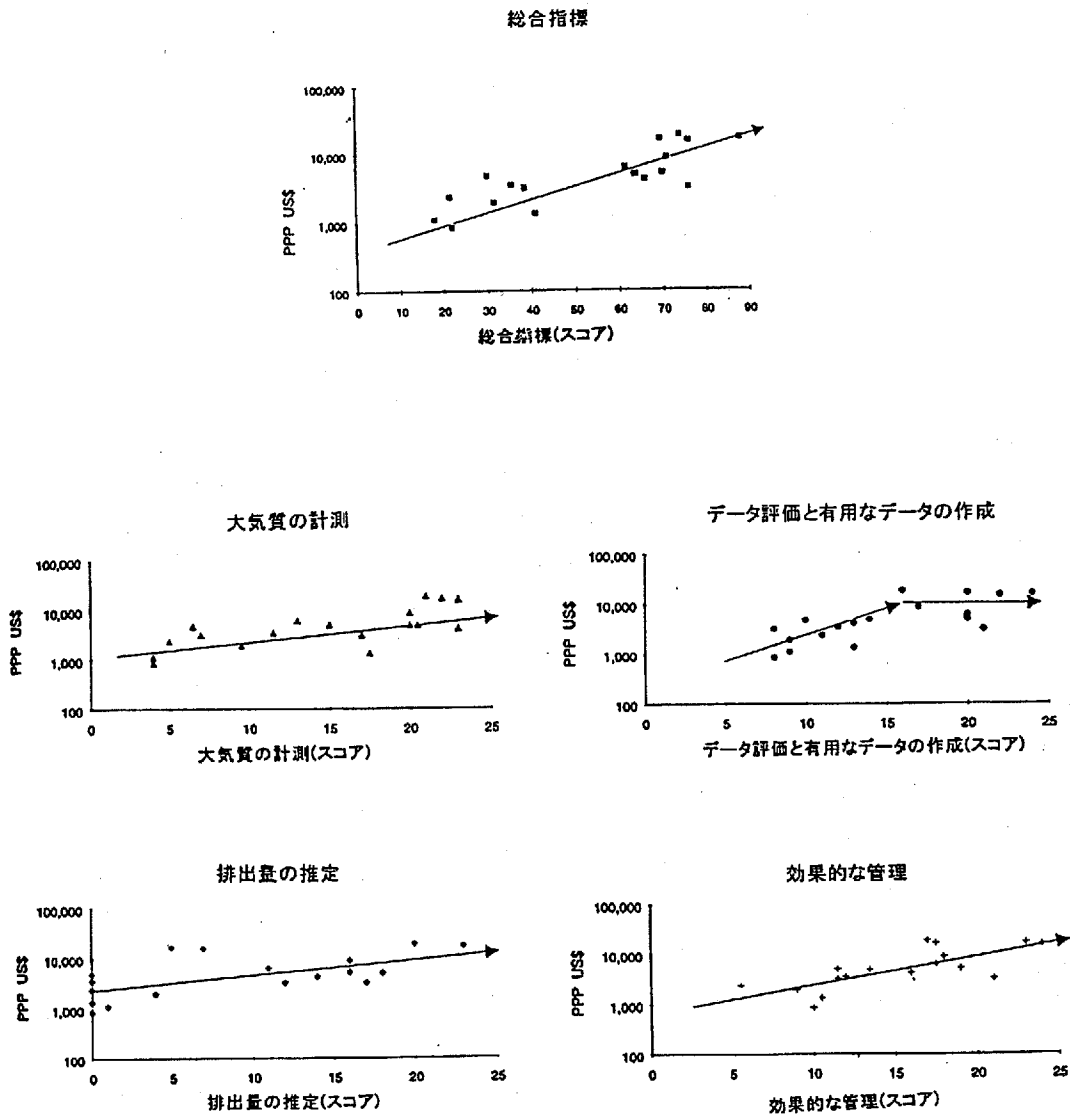 総合指標
100,000
10,000
1,000
100
PPP US$
0 10 20 30 40 50 60 70 80 90
総合指標(スコア)
大気質の計測
100,000
10,000
1,000
100
PPP US$
0 5 10 15 20 25
大気質の計測(スコア)
データ評価と有用なデータの作成
100,000
10,000
1,000
100
PPP US$
0 5 10 15 20 25
データ評価と有用なデータの作成(スコア)
排出量の推定
100,000
10,000
1,000
100
PPP US$
0 5 10 15 20 25
排出量の推定(スコア)
効果的な管理
100,000
10,000
1,000
100
PPP US$
0 5 10 15 20 25
効果的な管理(スコア)